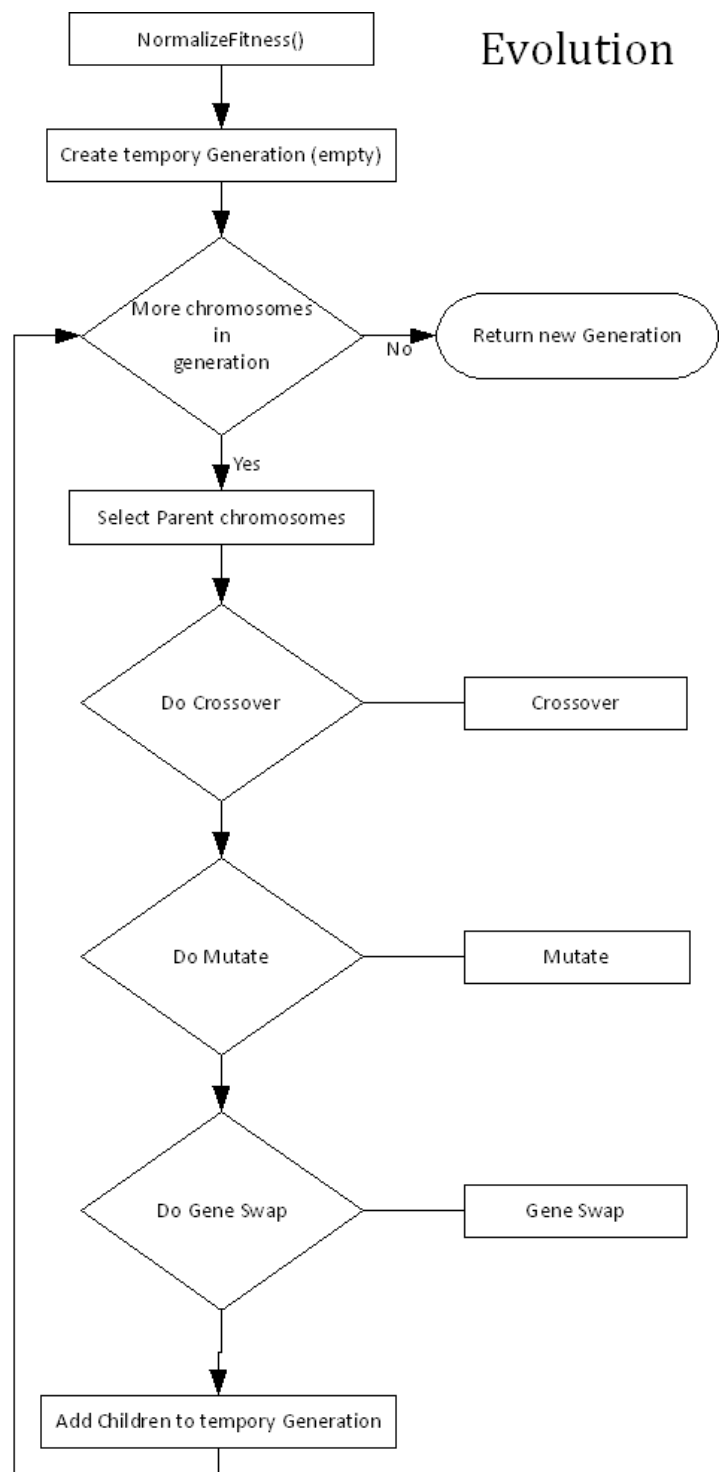 Evolution
NormalizeFitness()
Create tempory Generation (empty)
More chromosomes
in
generation
No
Return new Generation
Yes
Select Parent chromosomes
Do Crossover
Crossover
Do Mutate
Mutate
Do Gene Swap
Gene Swap
Add Children to tempory Generation